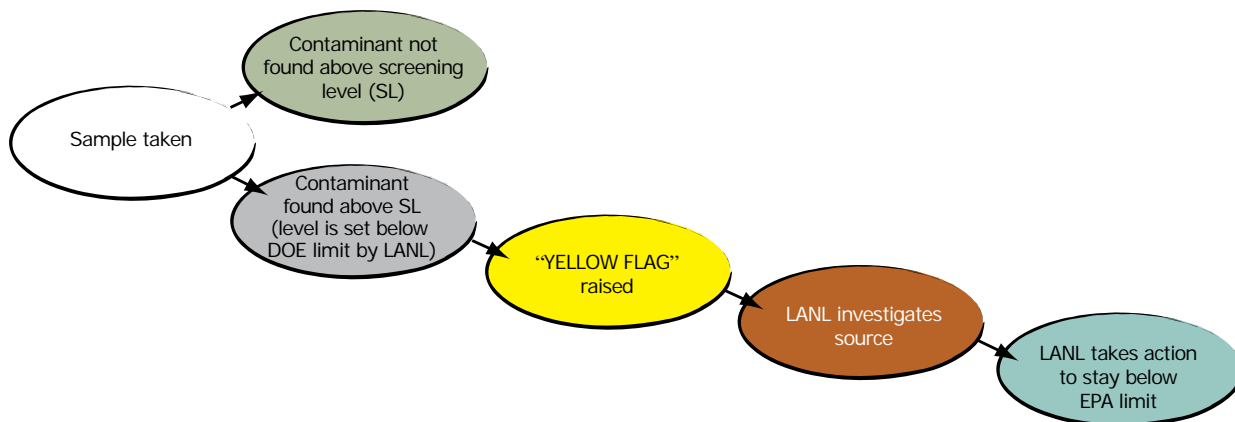 Contaminant not
found above screening
level (SL)
Sample taken
Contaminant
found above SL
(level is set below
DOE limit by LANL)
“YELLOW FLAG”
raised
LANL investigates
source
LANL takes action
to stay below
EPA limit